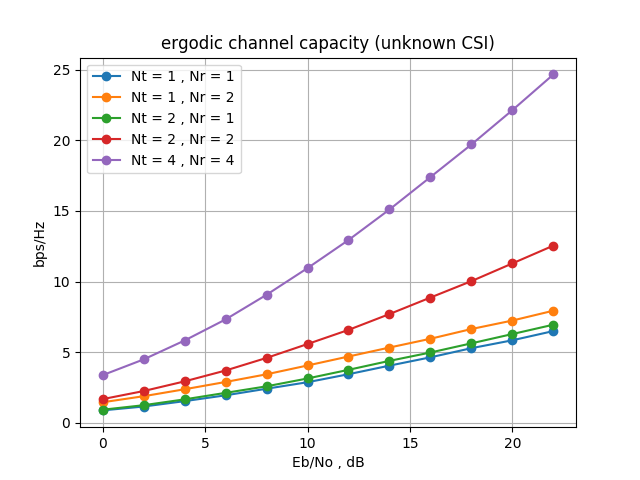 ergodic channel capacity (unknown CSI)
Nt = 1 , Nr = 1
Nt = 1 , Nr = 2
Nt = 2 , Nr = 1
Nt = 2 , Nr = 2
Nt = 4 , Nr = 4
25
20
15
10
5
0
bps/Hz
0 5 10 15 20
Eb/No , dB